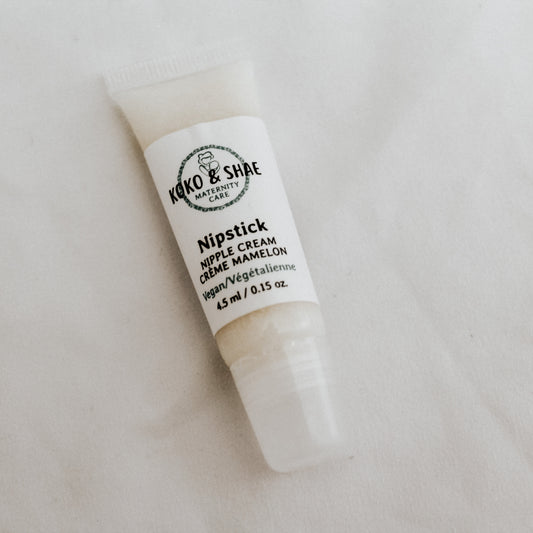 KOKO & SHAE
MATERNITY
CARE
Nipstick
NIPPLE CREAM
CRÈME MAMELON
Vegan/Végétalienne
4.5 ml / 0.15 oz.